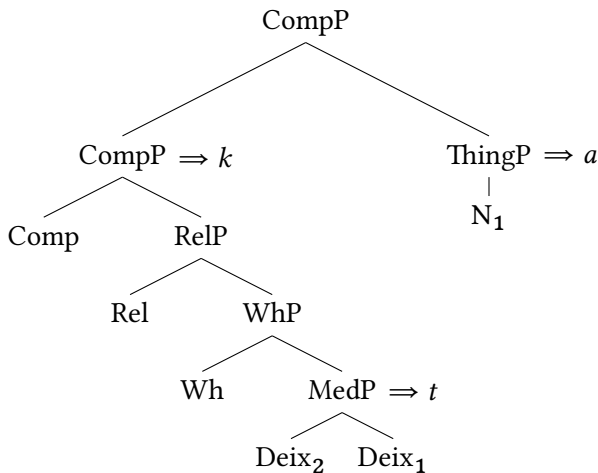 CompP
CompP ⇒ k ThingP ⇒ a
Comp RelP N₁
Rel WhP
Wh MedP ⇒ t
Deix₂ Deix₁